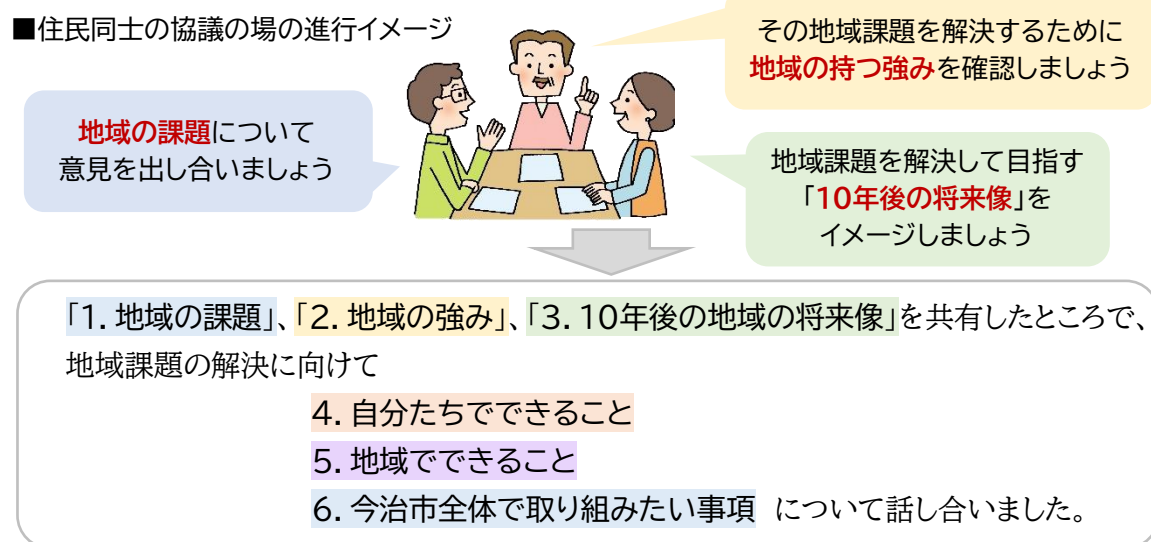 ■住民同士の協議の場の進行イメージ
地域の課題について
意見を出し合いましょう
その地域課題を解決するために
地域の持つ強みを確認しましょう
地域課題を解決して目指す
「10年後の将来像」を
イメージしましょう
「1．地域の課題」、「2．地域の強み」、「3．10年後の地域の将来像」を共有したところで、
地域課題の解決に向けて
4．自分たちでできること
5．地域でできること
6．今治市全体で取り組みたい事項 について話し合いました。